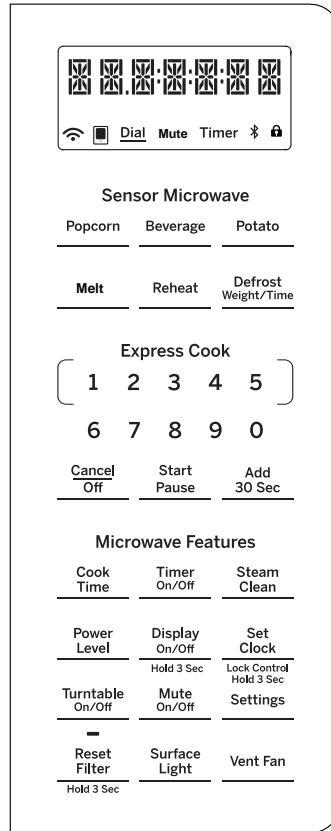 Dial Mute Timer
Sensor Microwave
Popcorn Beverage Potato
Melt Reheat Defrost
Weight/Time
Express Cook
1 2 3 4 5
6 7 8 9 0
Cancel Start Add
Off Pause 30 Sec
Microwave Features
Cook Timer Steam
Time On/Off Clean
Power Display Set
Level On/Off Clock
Hold 3 Sec Lock Control
Hold 3 Sec
Turntable Mute Settings
On/Off On/Off
Reset Surface Vent Fan
Filter Light
Hold 3 Sec